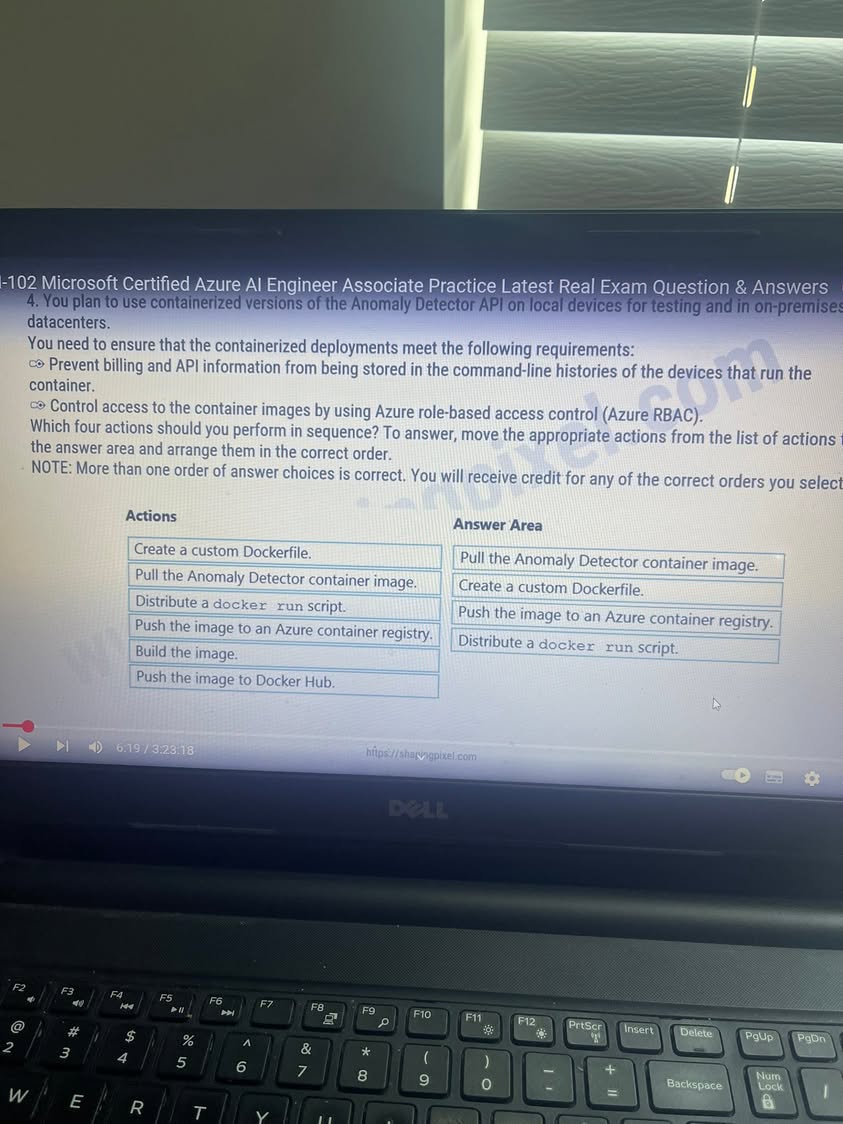 -102 Microsoft Certified Azure AI Engineer Associate Practice Latest Real Exam Question & Answers
4. You plan to use containerized versions of the Anomaly Detector API on local devices for testing and in on-premises
datacenters.
You need to ensure that the containerized deployments meet the following requirements:
Prevent billing and API information from being stored in the command-line histories of the devices that run the
container.
Control access to the container images by using Azure role-based access control (Azure RBAC).
Which four actions should you perform in sequence? To answer, move the appropriate actions from the list of actions
the answer area and arrange them in the correct order.
NOTE: More than one order of answer choices is correct. You will receive credit for any of the correct orders you select
Actions
Create a custom Dockerfile.
Pull the Anomaly Detector container image.
Distribute a docker run script.
Push the image to an Azure container registry.
Build the image.
Push the image to Docker Hub.
Answer Area
Pull the Anomaly Detector container image.
Create a custom Dockerfile.
Push the image to an Azure container registry.
Distribute a docker run script.
6:19 / 3:23:18
https://sharingpixel.com
DELL
F2 F3 F4 F5 F6 F7 F8 F9 F10 F11 F12 PrtScr Insert Delete PgUp PgDn
@ # $ % ^ & * ( ) - +
2 3 4 5 6 7 8 9 0 - = Backspace Num Lock /
W E R T Y U